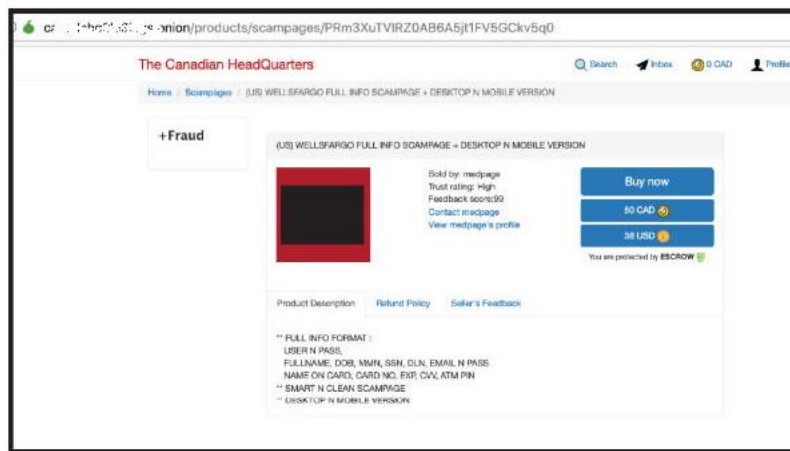 onion/products/scampages/PRm3XuTVIRZ0AB6A5jt1FV5GCkv5q0
The Canadian HeadQuarters
Search Inbox 0 CAD Profile
Home / Scampages / (US) WELLSFARGO FULL INFO SCAMPAGE + DESKTOP N MOBILE VERSION
+Fraud
(US) WELLSFARGO FULL INFO SCAMPAGE + DESKTOP N MOBILE VERSION
Sold by: medpage
Trust rating: High
Feedback score:99
Contact medpage
View medpage's profile
Buy now
50 CAD
38 USD
You are protected by ESCROW
Product Description Refund Policy Seller's Feedback
** FULL INFO FORMAT :
USER N PASS,
FULLNAME, DOB, MMN, SSN, DLN, EMAIL N PASS
NAME ON CARD, CARD NO, EXP, CVV, ATM PIN
** SMART N CLEAN SCAMPAGE
** DESKTOP N MOBILE VERSION